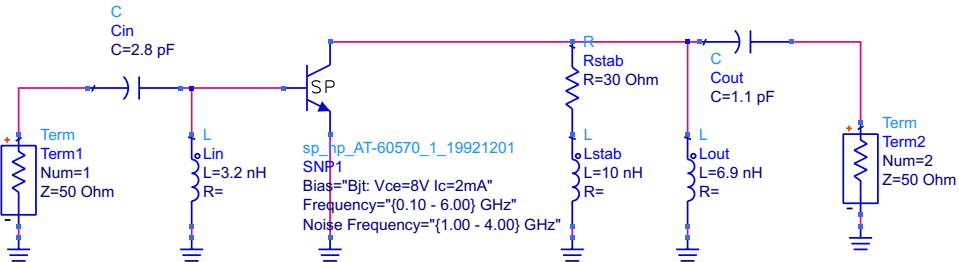 C
Cin
C=2.8 pF
R
Rstab
R=30 Ohm
C
Cout
C=1.1 pF
SP
+
Term
Term1
Num=1
Z=50 Ohm
-
L
Lin
L=3.2 nH
R=
sp_hp_AT-60570_1_19921201
SNP1
Bias="Bjt: Vce=8V Ic=2mA"
Frequency="{0.10 - 6.00} GHz"
Noise Frequency="{1.00 - 4.00} GHz"
L
Lstab
L=10 nH
R=
L
Lout
L=6.9 nH
R=
+
Term
Term2
Num=2
Z=50 Ohm
-